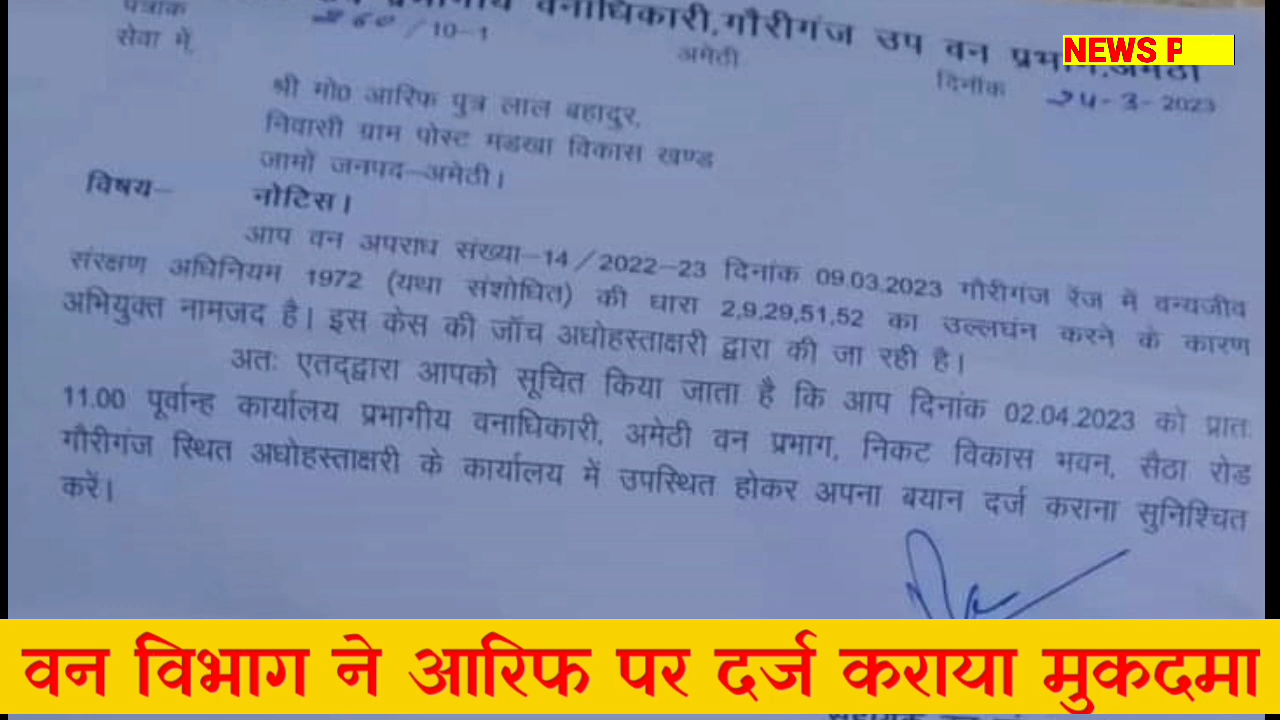 वनाधिकारी, गौरीगंज उप वन प्रभाग, अमेठी
पत्रांक /10-1
अमेठी
NEWS P
सेवा में,
दिनांक 24-3-2023
श्री मो0 आरिफ पुत्र लाल बहादुर,
निवासी ग्राम पोस्ट मडखा विकास खण्ड
जामों जनपद–अमेठी।
विषय– नोटिस।
आप वन अपराध संख्या–14/2022–23 दिनांक 09.03.2023 गौरीगंज रेंज में वन्यजीव
संरक्षण अधिनियम 1972 (यथा संशोधित) की धारा 2,9,29,51,52 का उल्लघंन करने के कारण
अभियुक्त नामजद है। इस केस की जॉच अधोहस्ताक्षरी द्वारा की जा रही है।
अतः एतद्द्वारा आपको सूचित किया जाता है कि आप दिनांक 02.04.2023 को प्रातः
11.00 पूर्वान्ह कार्यालय प्रभागीय वनाधिकारी, अमेठी वन प्रभाग, निकट विकास भवन, सैठा रोड
गौरीगंज स्थित अधोहस्ताक्षरी के कार्यालय में उपस्थित होकर अपना बयान दर्ज कराना सुनिश्चित
करें।
वन विभाग ने आरिफ पर दर्ज कराया मुकदमा